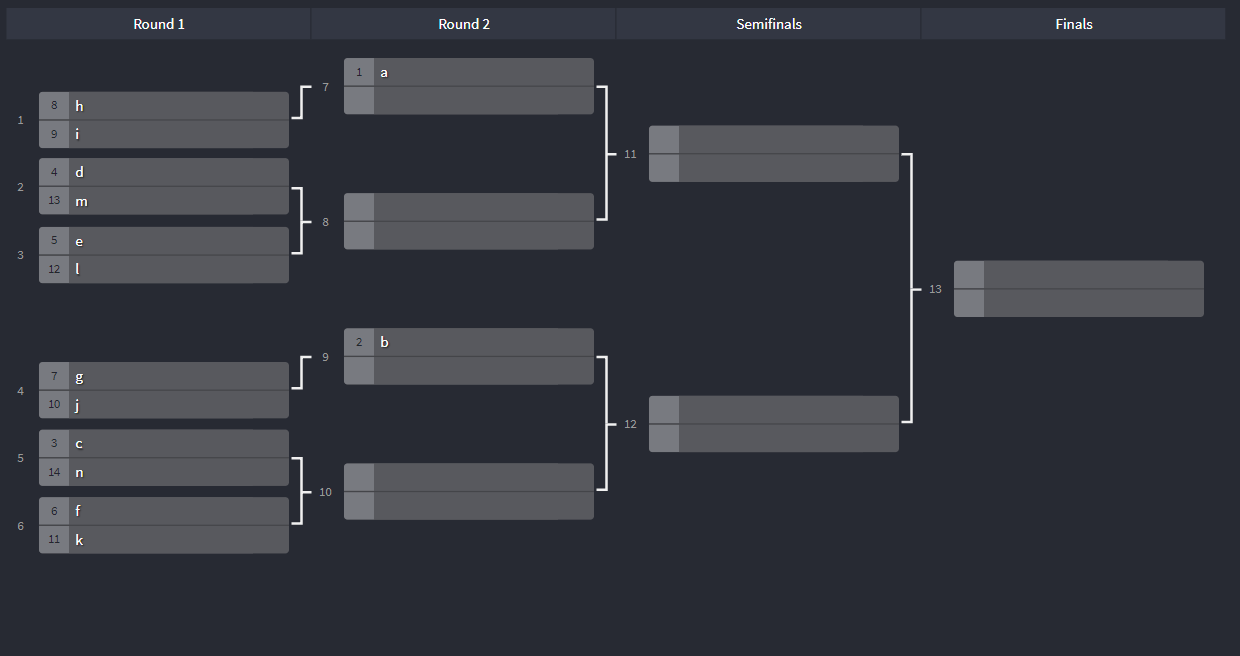 Round 1 Round 2 Semifinals Finals
1 8 h
9 i
2 4 d
13 m
3 5 e
12 l
4 7 g
10 j
5 3 c
14 n
6 6 f
11 k
7 1 a
8
9 2 b
10
11
12
13